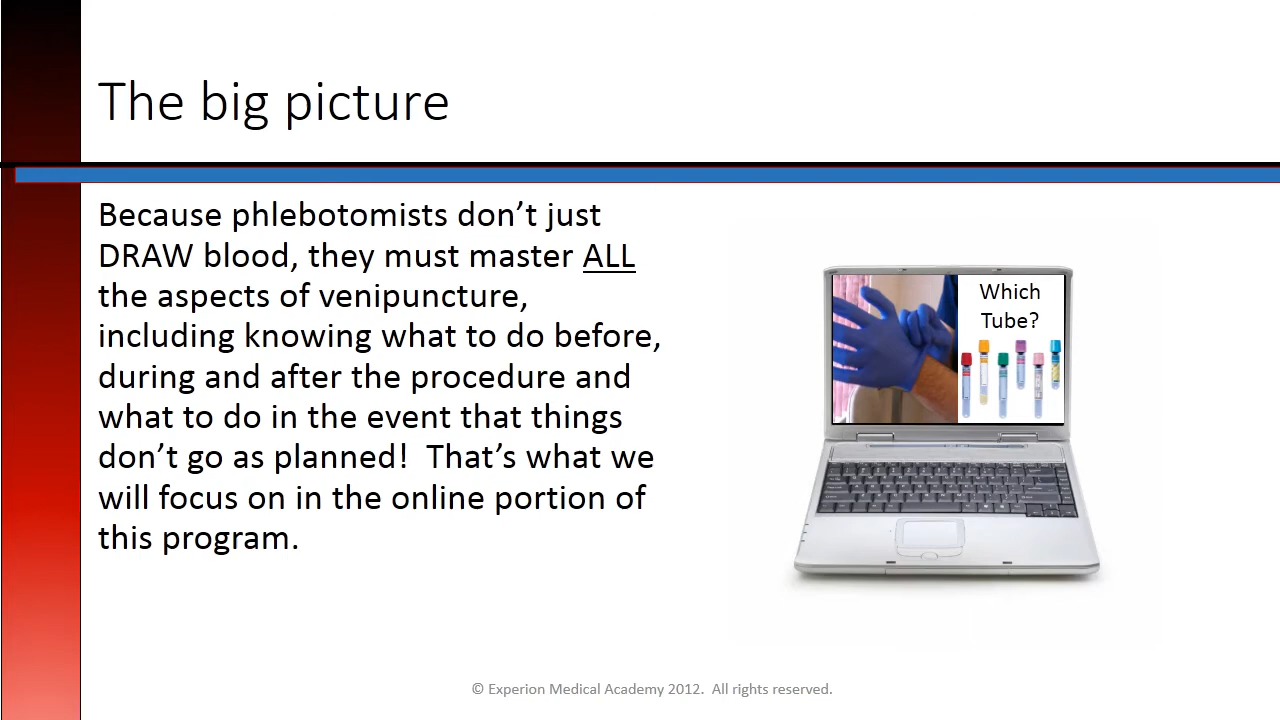 The big picture
Because phlebotomists don’t just
DRAW blood, they must master ALL
the aspects of venipuncture,
including knowing what to do before,
during and after the procedure and
what to do in the event that things
don’t go as planned!  That’s what we
will focus on in the online portion of
this program.
Which
Tube?
© Experion Medical Academy 2012.  All rights reserved.